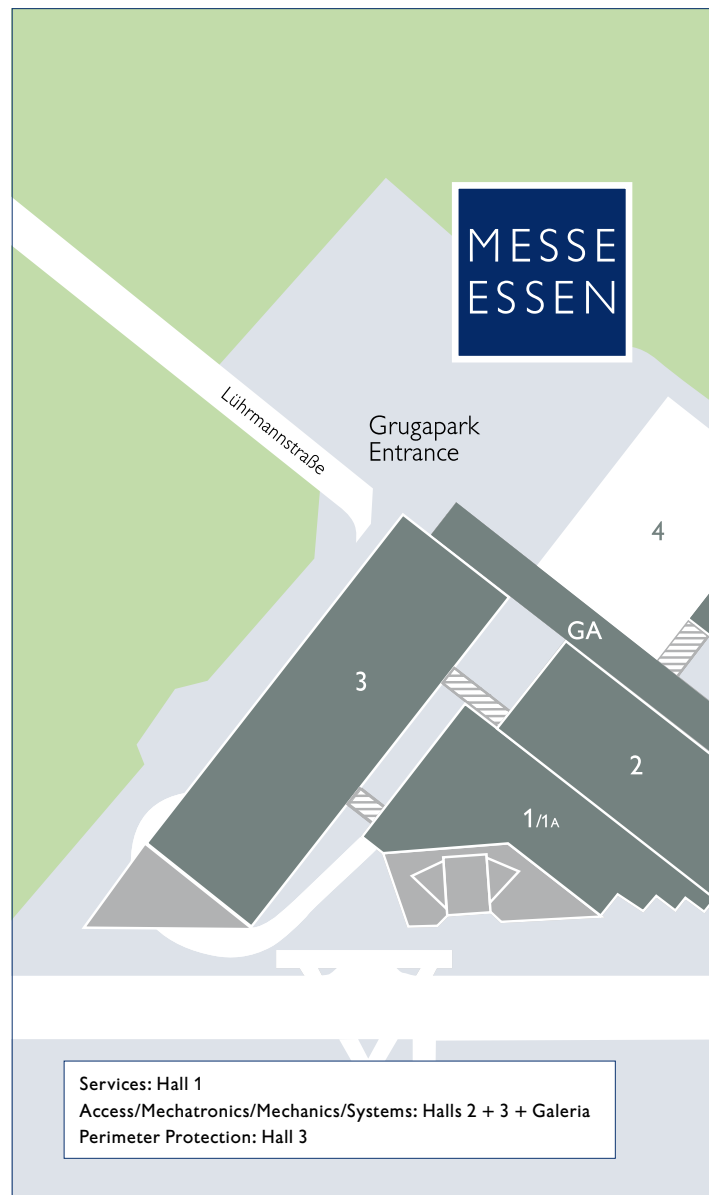 MESSE
ESSEN
Lührmannstraße
Grugapark
Entrance
4
GA
3
2
1/1A
Services: Hall 1
Access/Mechatronics/Mechanics/Systems: Halls 2 + 3 + Galeria
Perimeter Protection: Hall 3